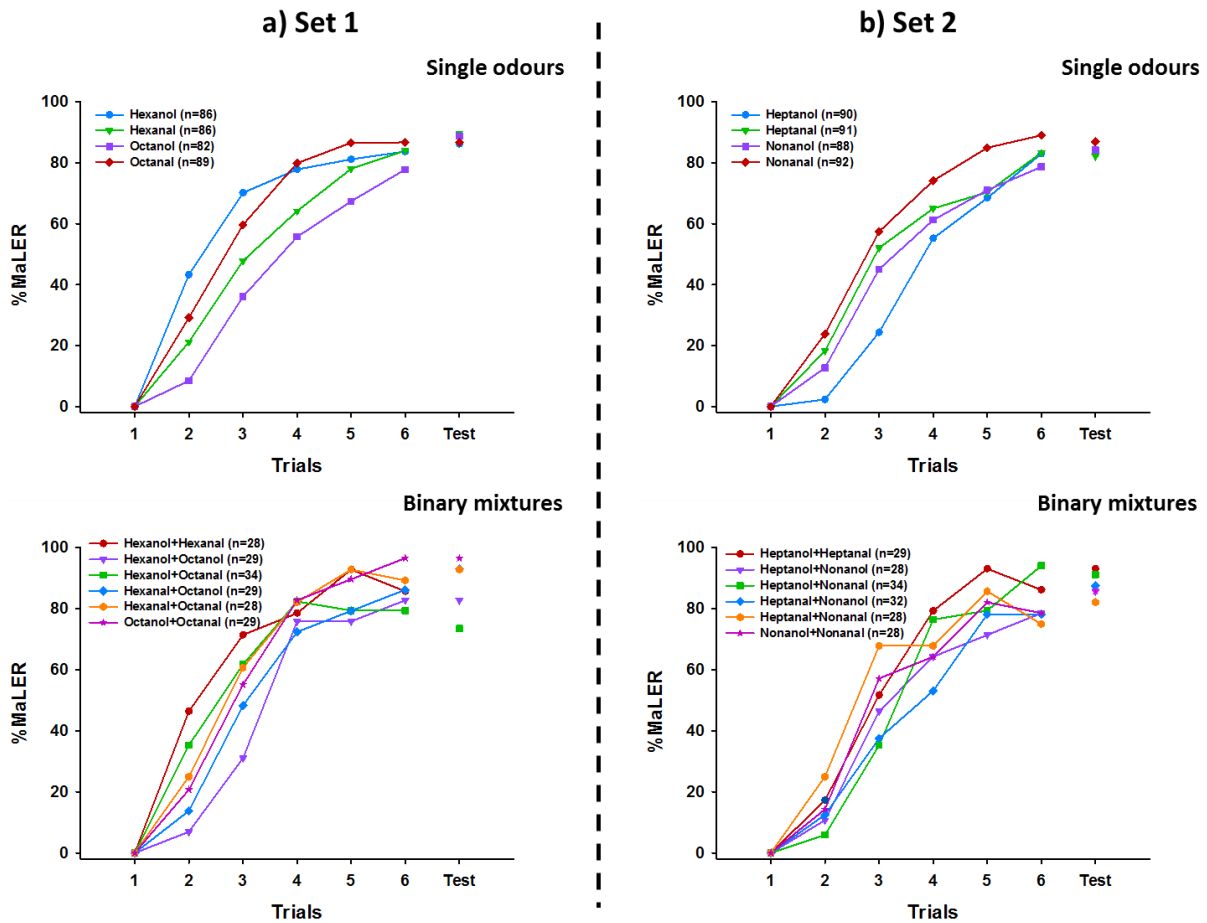 a) Set 1
Single odours
100
80
60
40
20
0
%MaLER
Hexanol (n=86)
Hexanal (n=86)
Octanol (n=82)
Octanal (n=89)
1 2 3 4 5 6 Test
Trials
Binary mixtures
100
80
60
40
20
0
%MaLER
Hexanol+Hexanal (n=28)
Hexanol+Octanol (n=29)
Hexanol+Octanal (n=34)
Hexanal+Octanol (n=29)
Hexanal+Octanal (n=28)
Octanol+Octanal (n=29)
1 2 3 4 5 6 Test
Trials
b) Set 2
Single odours
100
80
60
40
20
0
%MaLER
Heptanol (n=90)
Heptanal (n=91)
Nonanol (n=88)
Nonanal (n=92)
1 2 3 4 5 6 Test
Trials
Binary mixtures
100
80
60
40
20
0
%MaLER
Heptanol+Heptanal (n=29)
Heptanol+Nonanol (n=28)
Heptanol+Nonanal (n=34)
Heptanal+Nonanol (n=32)
Heptanal+Nonanal (n=28)
Nonanol+Nonanal (n=28)
1 2 3 4 5 6 Test
Trials